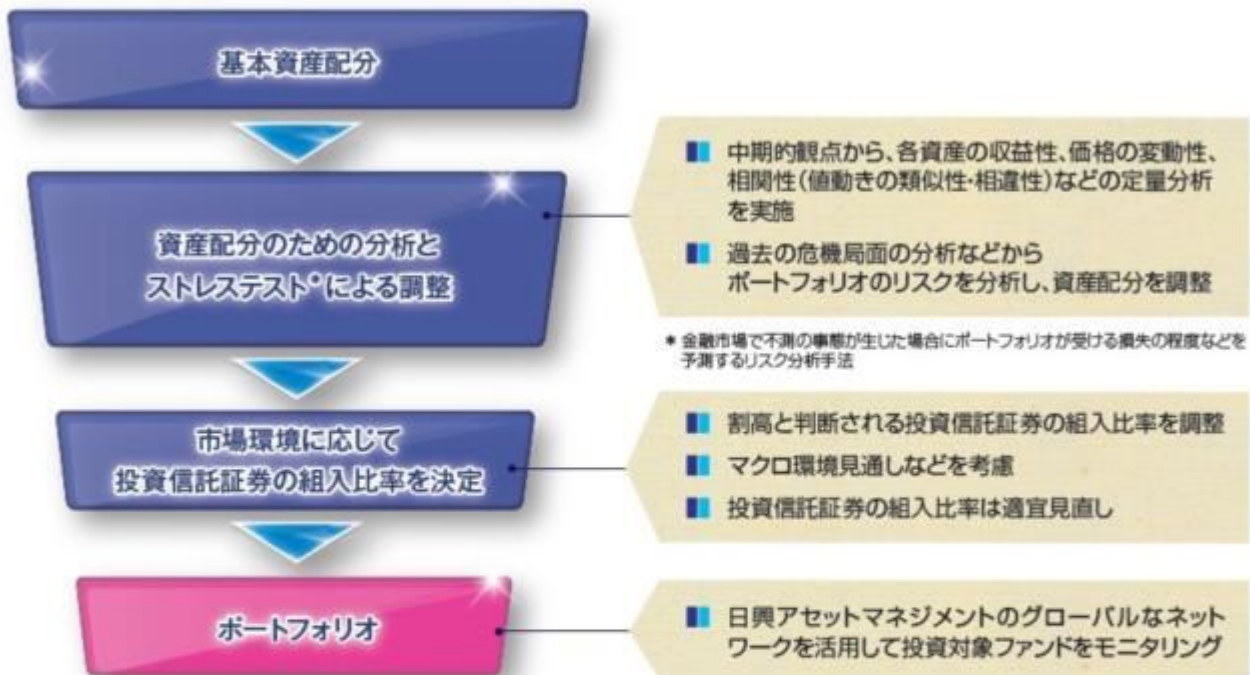 基本資産配分
資産配分のための分析と
ストレステスト*による調整
■ 中期的観点から、各資産の収益性、価格の変動性、
相関性(値動きの類似性・相違性)などの定量分析
を実施
■ 過去の危機局面の分析などから
ポートフォリオのリスクを分析し、資産配分を調整
* 金融市場で不測の事態が生じた場合にポートフォリオが受ける損失の程度などを
予測するリスク分析手法
市場環境に応じて
投資信託証券の組入比率を決定
■ 割高と判断される投資信託証券の組入比率を調整
■ マクロ環境見通しなどを考慮
■ 投資信託証券の組入比率は適宜見直し
ポートフォリオ
■ 日興アセットマネジメントのグローバルなネット
ワークを活用して投資対象ファンドをモニタリング